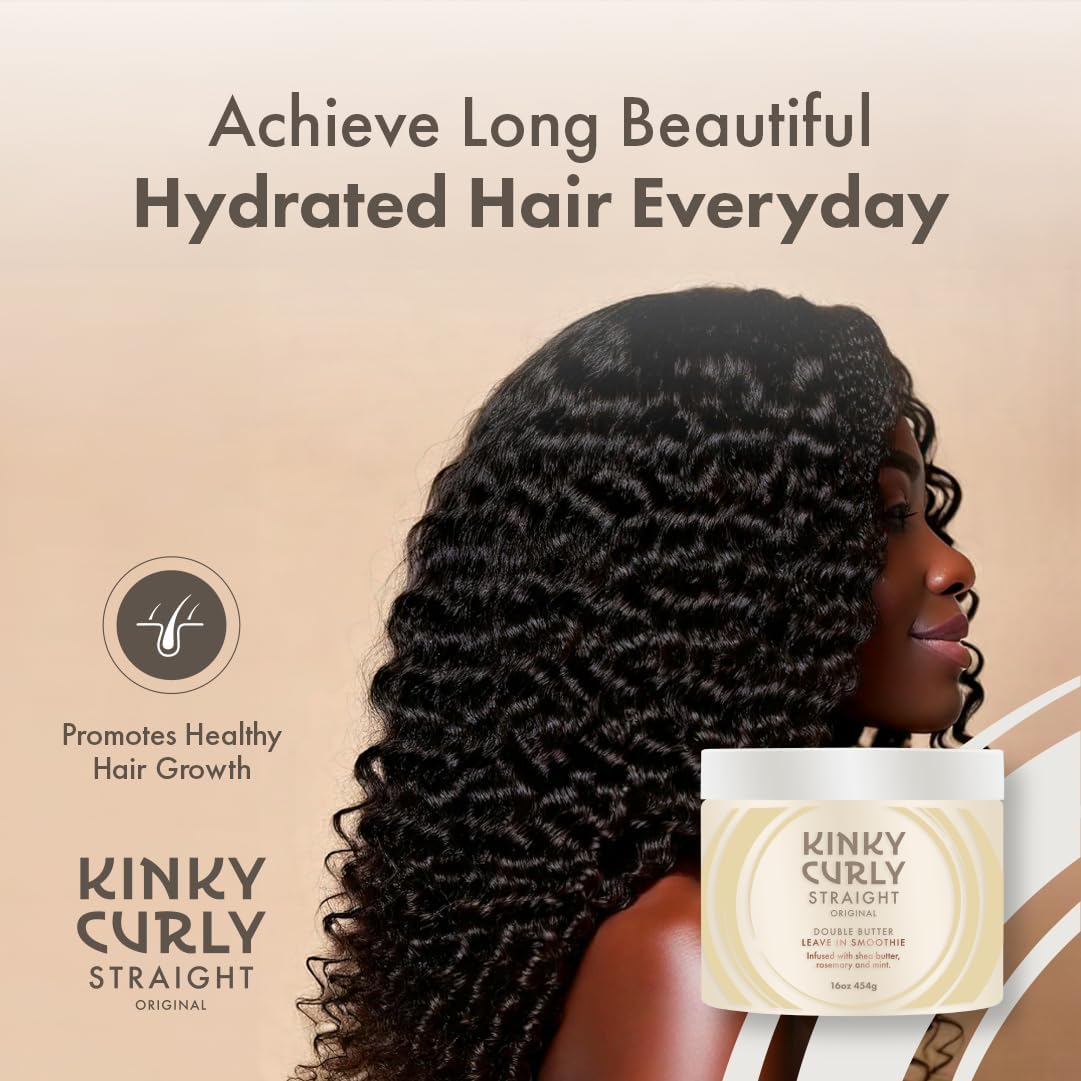 Achieve Long Beautiful
Hydrated Hair Everyday
Promotes Healthy
Hair Growth
KINKY
CURLY
STRAIGHT
ORIGINAL
KINKY
CURLY
STRAIGHT
ORIGINAL
DOUBLE BUTTER
LEAVE IN SMOOTHIE
Infused with shea butter,
rosemary and mint.
16oz 454g